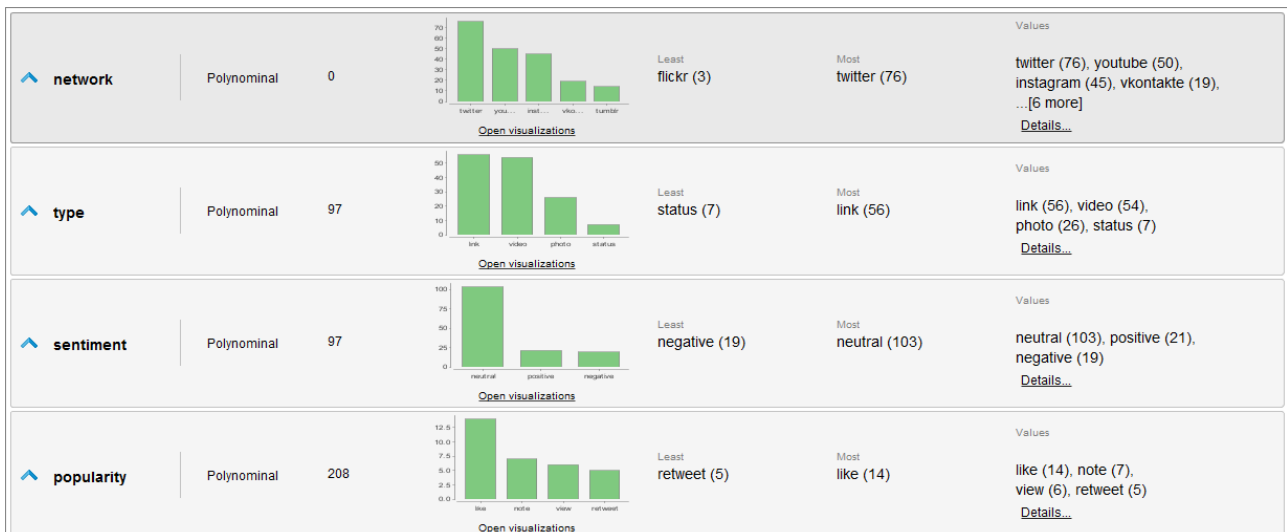 network
Polynominal
0
70
60
50
40
30
20
10
0
twitter you... inst... vko... tumblr
Open visualizations
Least
flickr (3)
Most
twitter (76)
Values
twitter (76), youtube (50),
instagram (45), vkontakte (19),
...[6 more]
Details...
type
Polynominal
97
50
40
30
20
10
0
link video photo status
Open visualizations
Least
status (7)
Most
link (56)
Values
link (56), video (54),
photo (26), status (7)
Details...
sentiment
Polynominal
97
100
75
50
25
0
neutral positive negative
Open visualizations
Least
negative (19)
Most
neutral (103)
Values
neutral (103), positive (21),
negative (19)
Details...
popularity
Polynominal
208
12.5
10.0
7.5
5.0
2.5
0.0
like note view retweet
Open visualizations
Least
retweet (5)
Most
like (14)
Values
like (14), note (7),
view (6), retweet (5)
Details...